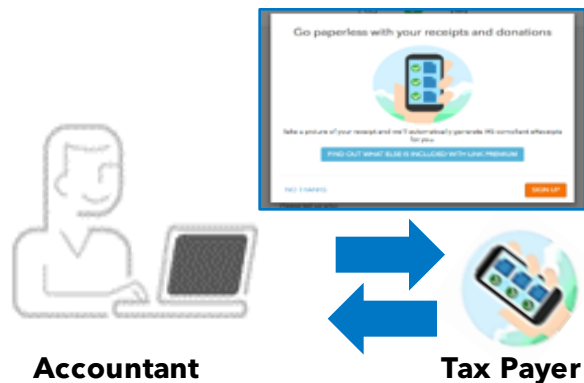 Go paperless with your receipts and donations
Take a picture of your receipt and we'll automatically generate IRS compliant eReceipts
for you.
FIND OUT WHAT ELSE IS INCLUDED WITH LINK PREMIUM
NO THANKS
SIGN UP
Accountant
Tax Payer